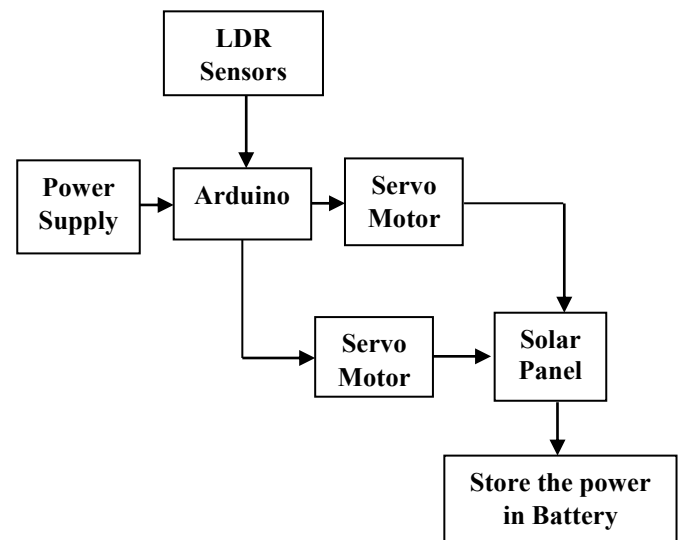 LDR
Sensors
Power
Supply
Arduino
Servo
Motor
Servo
Motor
Solar
Panel
Store the power
in Battery